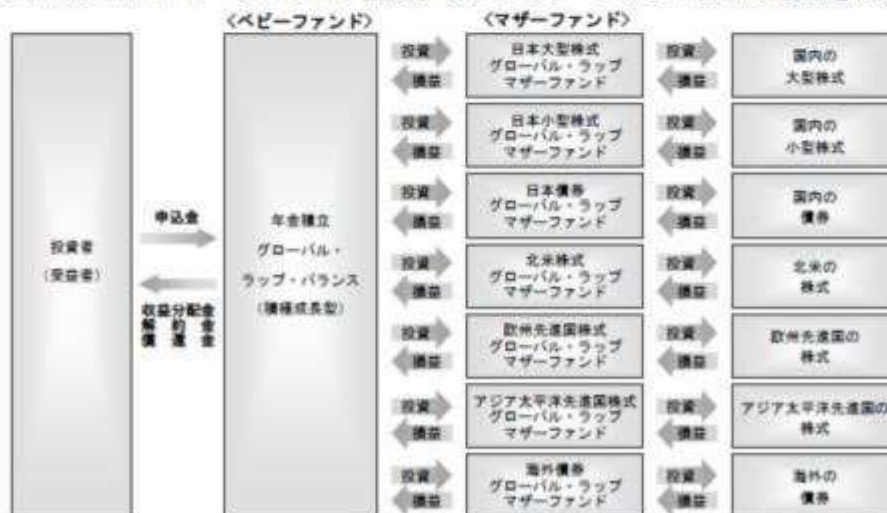 〈ベビーファンド〉
〈マザーファンド〉
投資者
（受益者）
申込金
収益分配金
解約金
償還金
年金積立
グローバル・
ラップ・バランス
（積極成長型）
投資
損益
日本大型株式
グローバル・ラップ
マザーファンド
投資
損益
国内の
大型株式
投資
損益
日本小型株式
グローバル・ラップ
マザーファンド
投資
損益
国内の
小型株式
投資
損益
日本債券
グローバル・ラップ
マザーファンド
投資
損益
国内の
債券
投資
損益
北米株式
グローバル・ラップ
マザーファンド
投資
損益
北米の
株式
投資
損益
欧州先進国株式
グローバル・ラップ
マザーファンド
投資
損益
欧州先進国の
株式
投資
損益
アジア太平洋先進国株式
グローバル・ラップ
マザーファンド
投資
損益
アジア太平洋先進国の
株式
投資
損益
海外債券
グローバル・ラップ
マザーファンド
投資
損益
海外の
債券